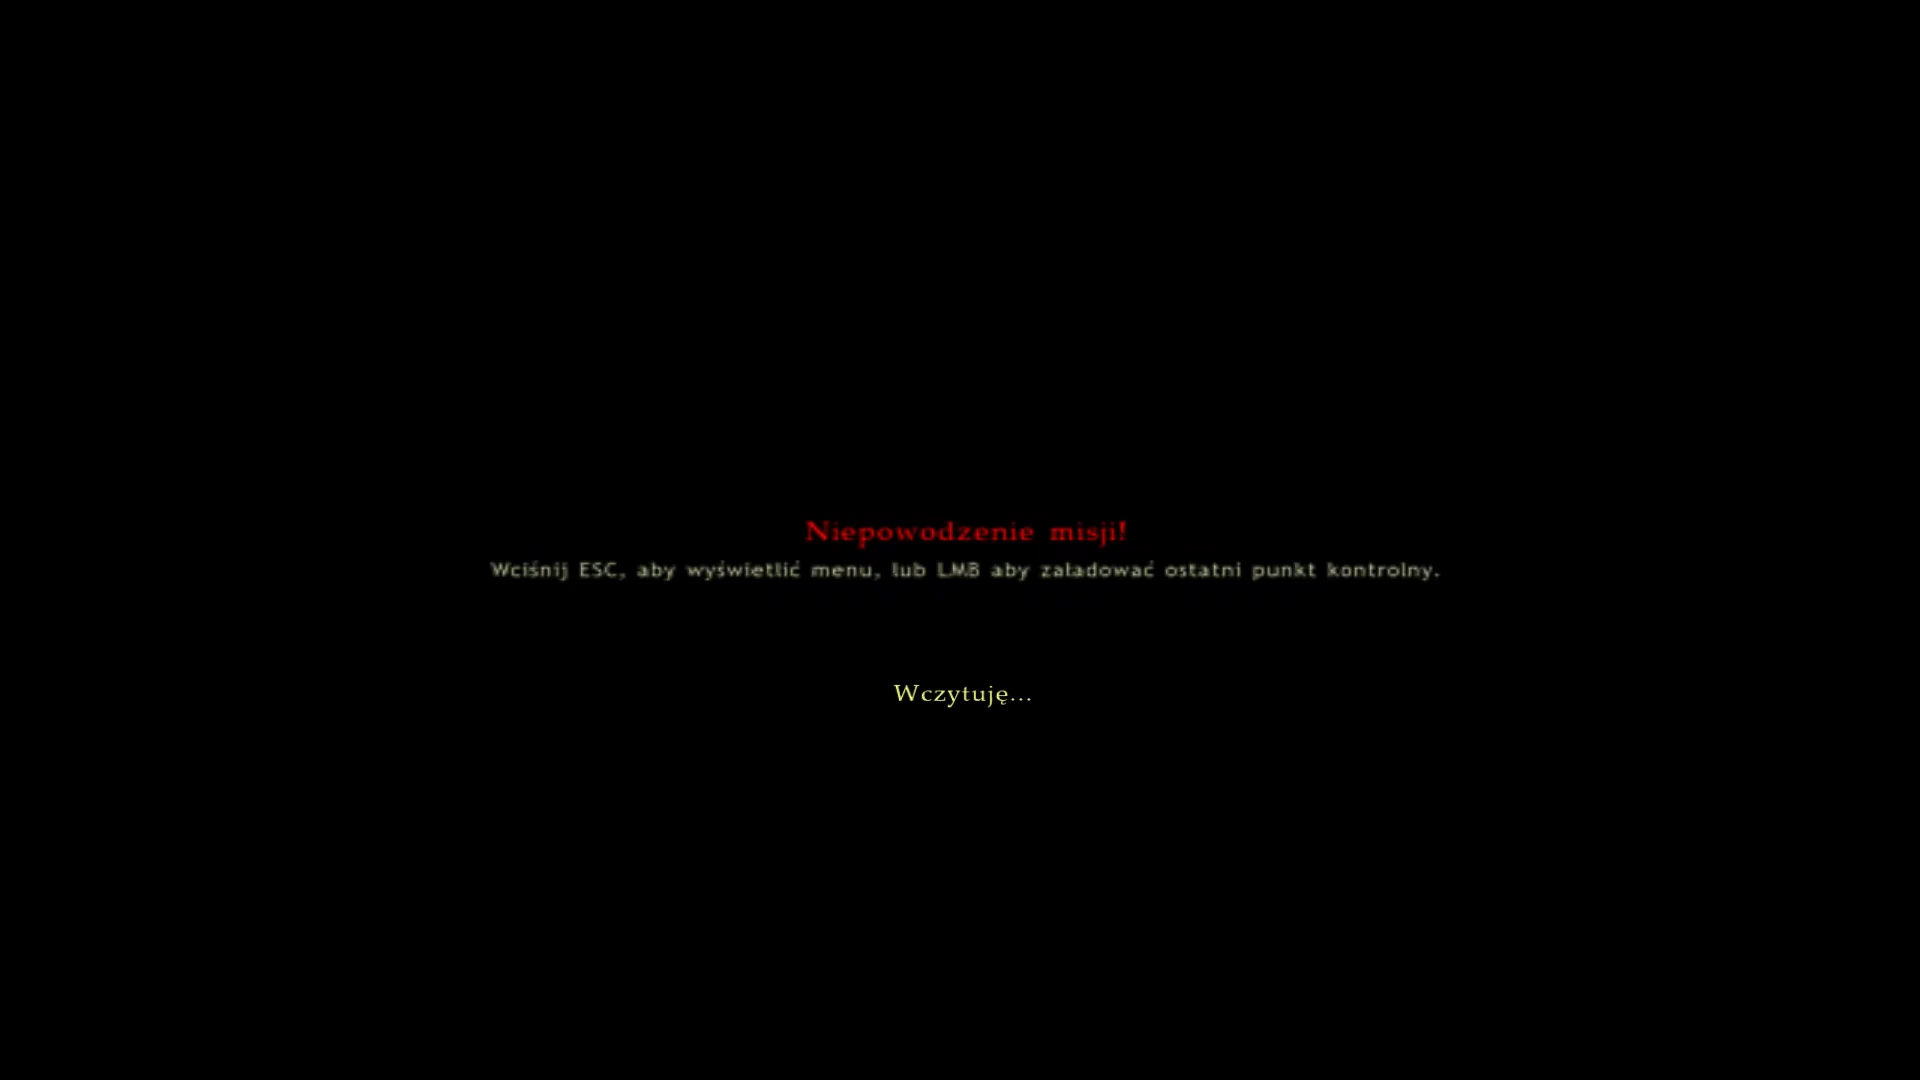 Niepowodzenie misji!
Wciśnij ESC, aby wyświetlić menu, lub LMB aby załadować ostatni punkt kontrolny.
Wczytuję...